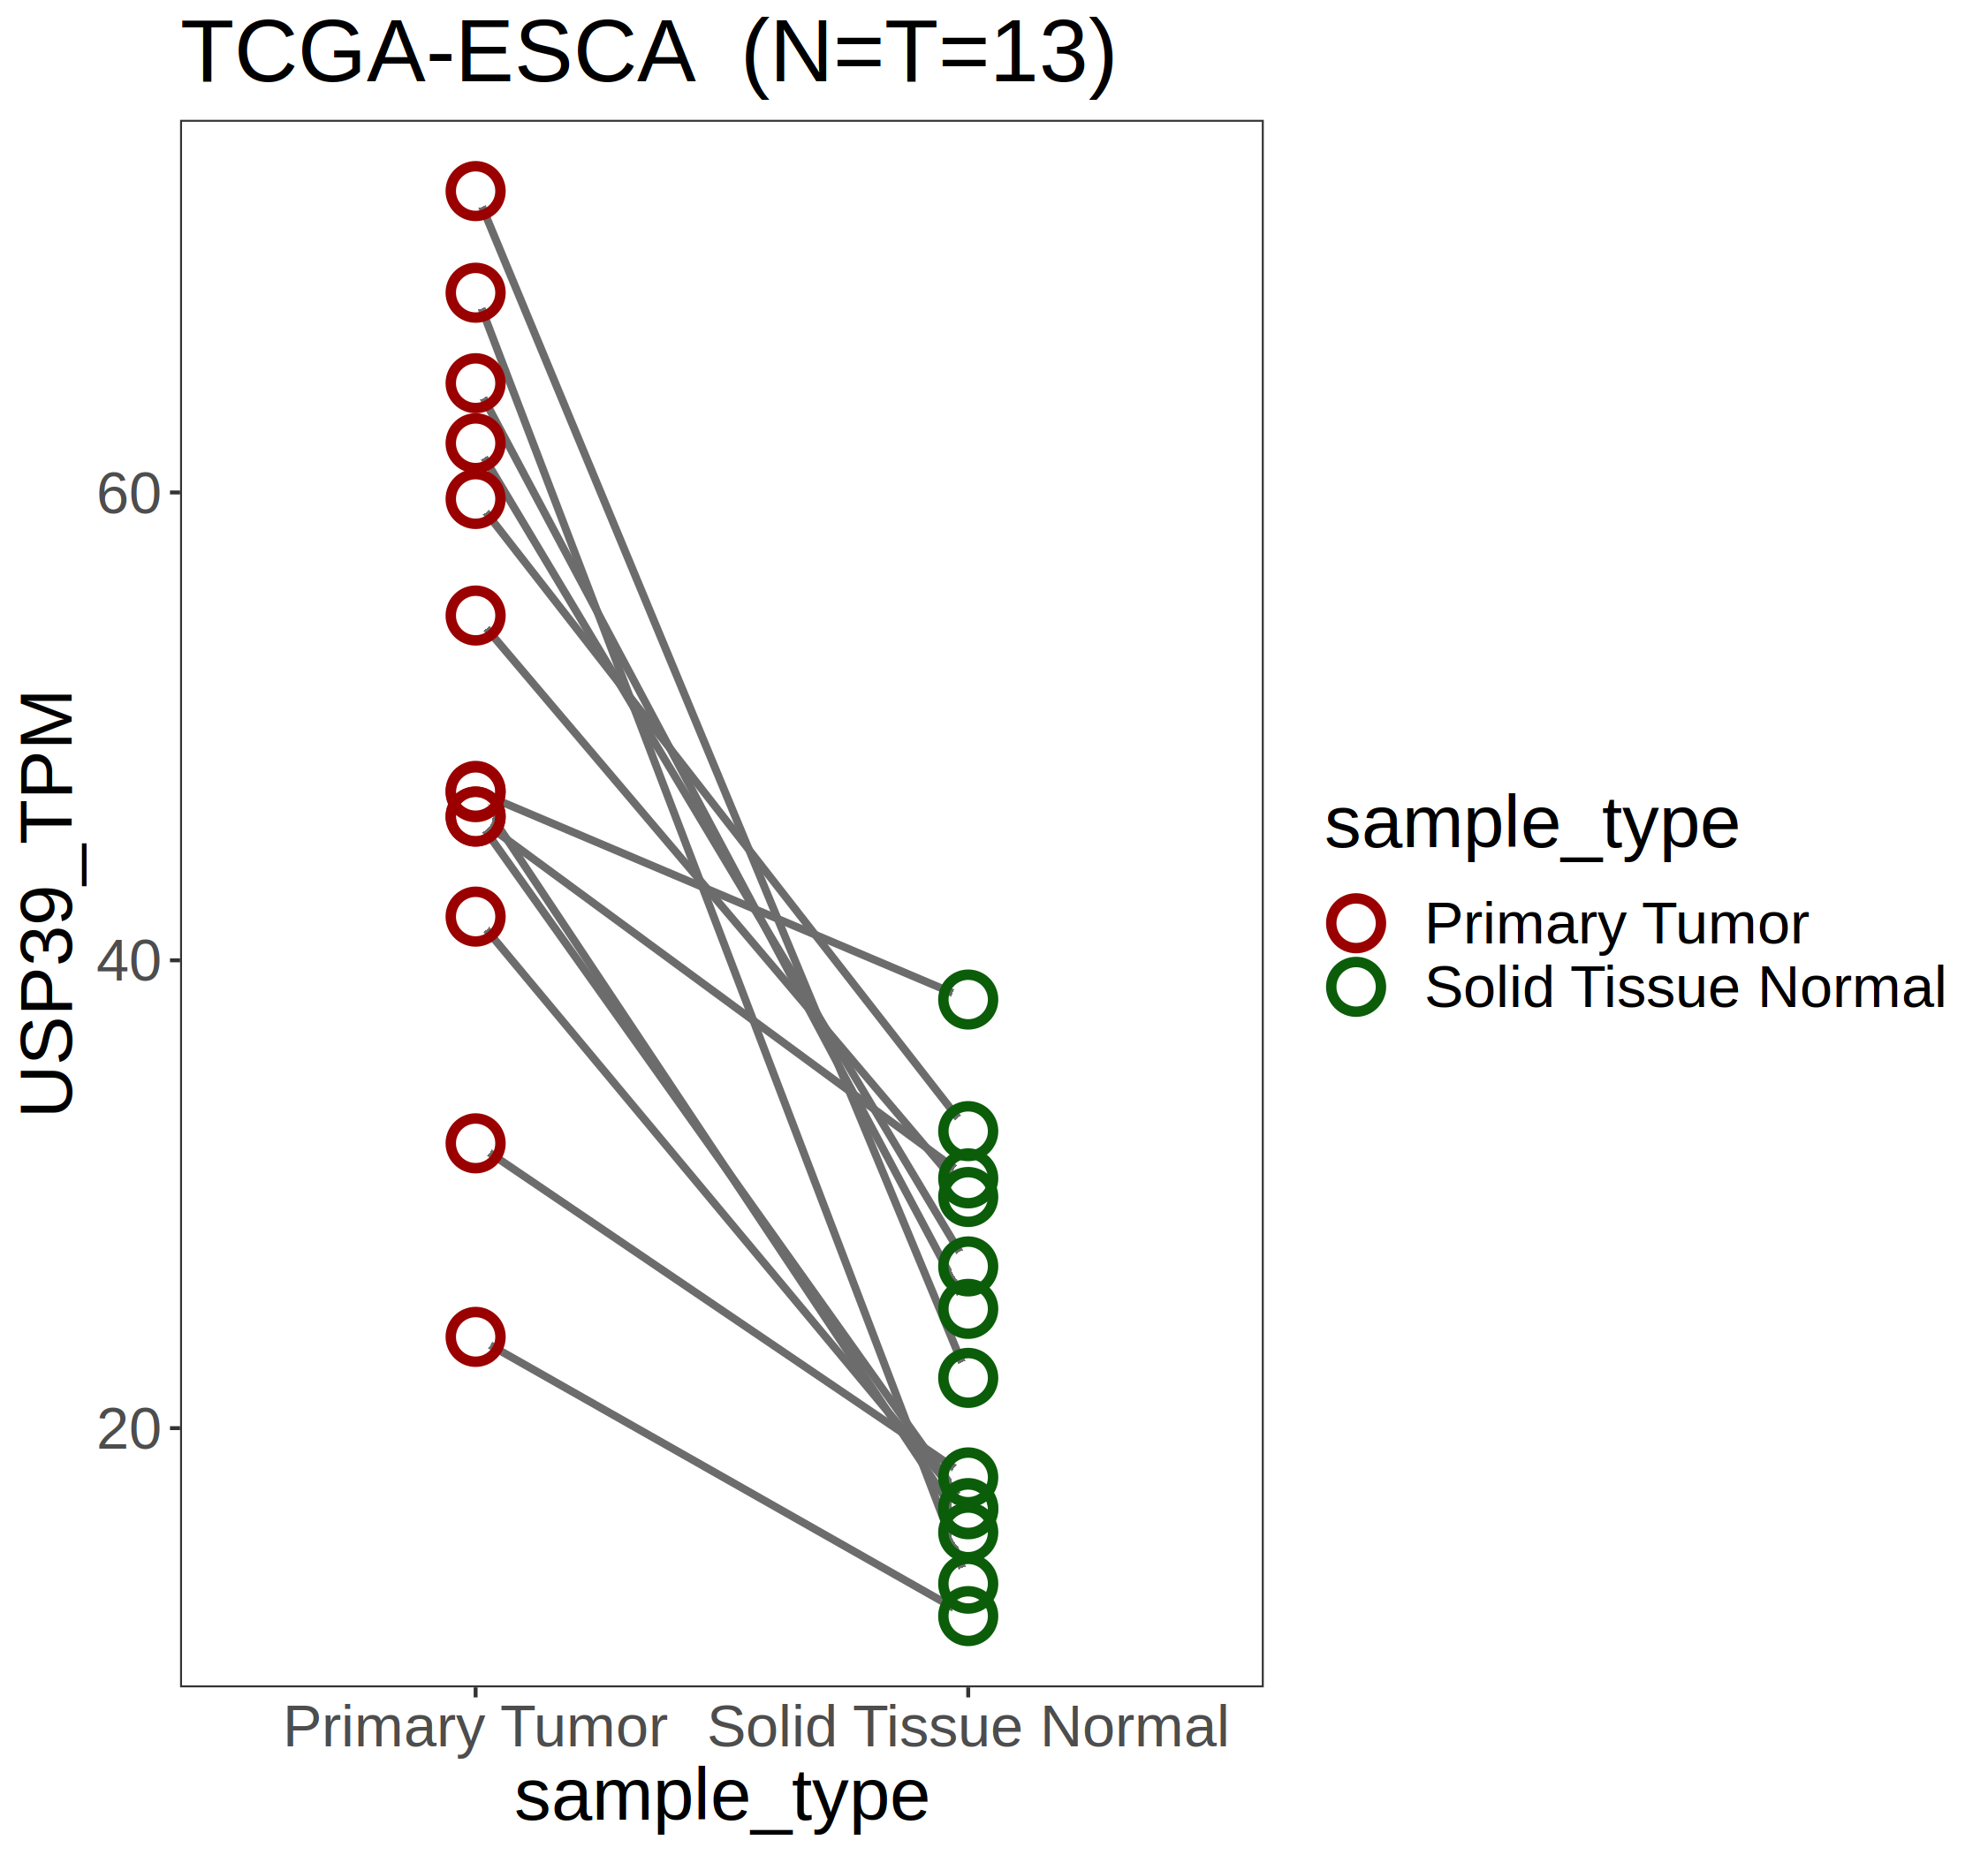 TCGA-ESCA  (N=T=13)
USP39_TPM
60
40
20
Primary Tumor
Solid Tissue Normal
sample_type
sample_type
Primary Tumor
Solid Tissue Normal